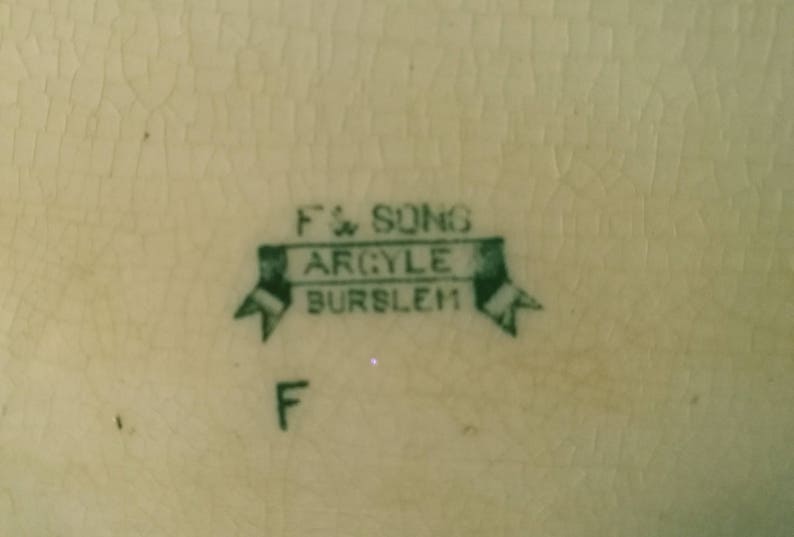 F & SONS
ARGYLE
BURSLEM
F